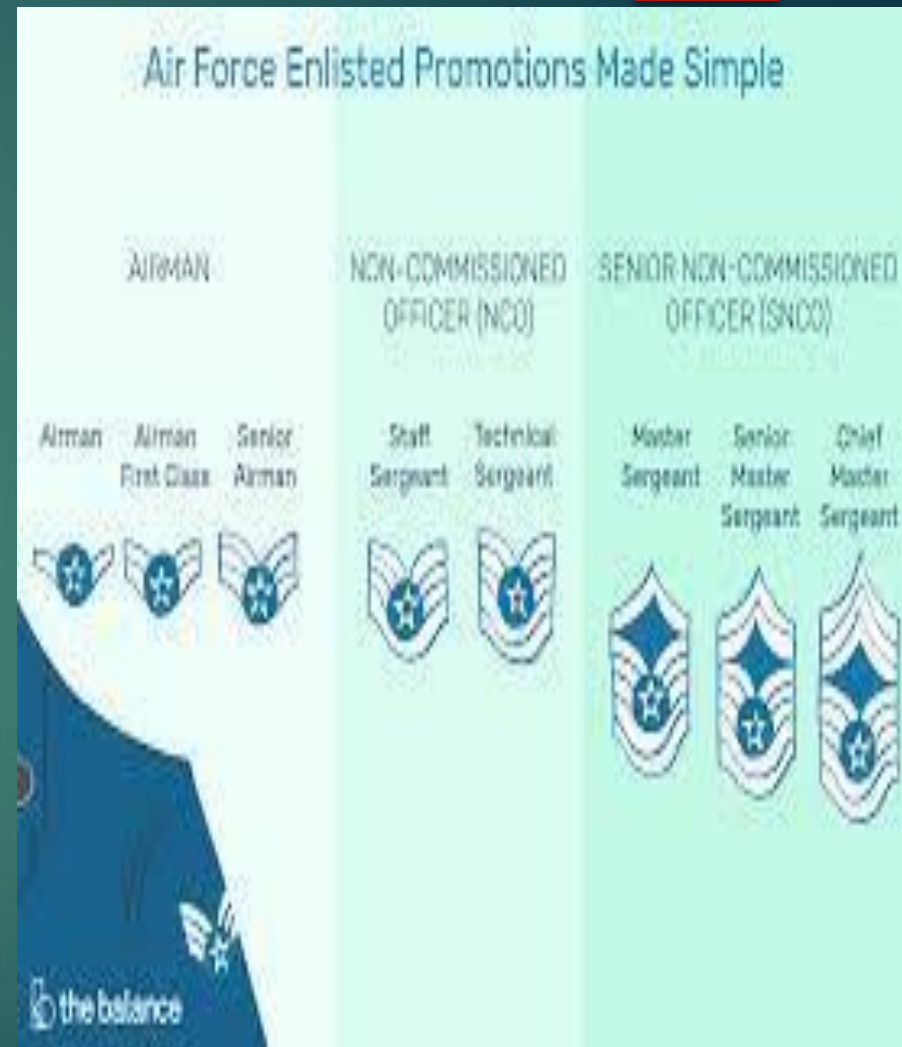 Air Force Enlisted Promotions Made Simple
AIRMAN
Airman
Airman
First Class
Senior
Airman
NON-COMMISSIONED
OFFICER (NCO)
Staff
Sergeant
Technical
Sergeant
SENIOR NON-COMMISSIONED
OFFICER (SNCO)
Master
Sergeant
Senior
Master
Sergeant
Chief
Master
Sergeant
the balance